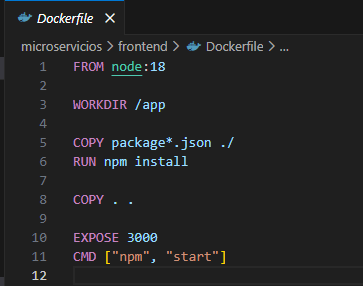 Dockerfile
microservicios > frontend > Dockerfile > ...
1 FROM node:18
2
3 WORKDIR /app
4
5 COPY package*.json ./
6 RUN npm install
7
8 COPY . .
9
10 EXPOSE 3000
11 CMD ["npm", "start"]
12